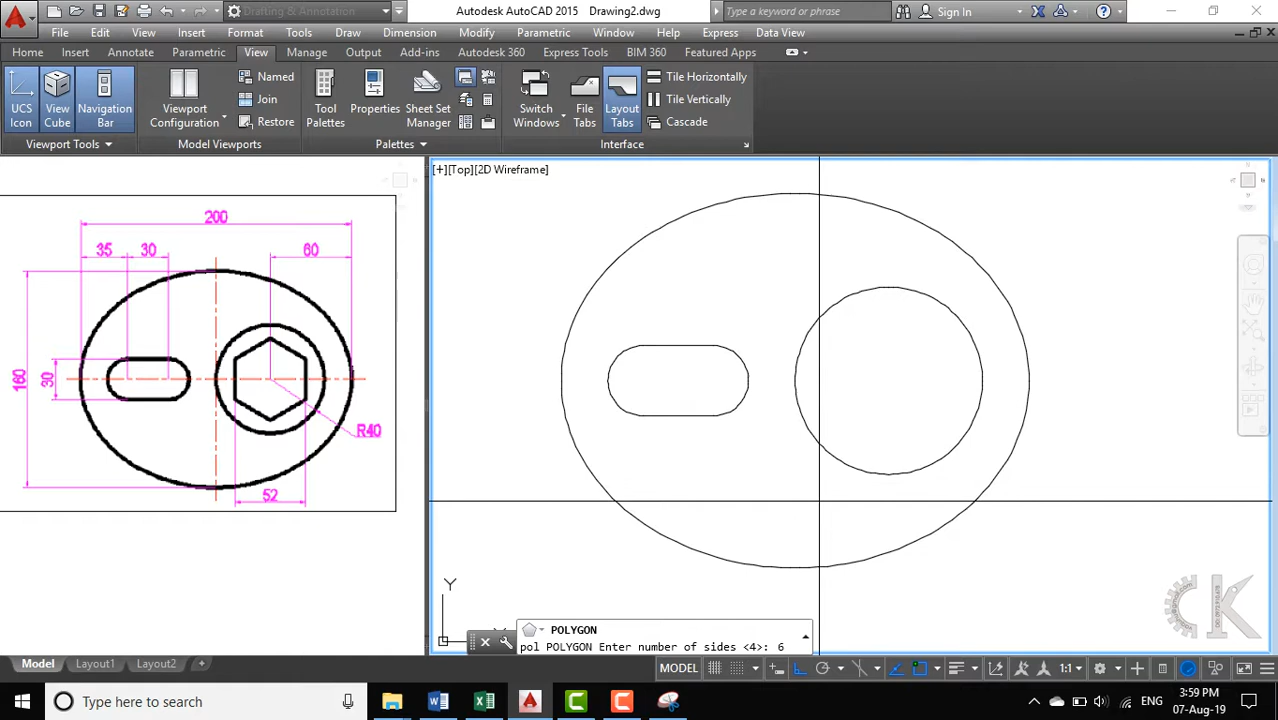 Drafting & Annotation
Autodesk AutoCAD 2015 Drawing2.dwg
Type a keyword or phrase
Sign In
File Edit View Insert Format Tools Draw Dimension Modify Parametric Window Help Express Data View
Home Insert Annotate Parametric View Manage Output Add-ins Autodesk 360 Express Tools BIM 360 Featured Apps
UCS Icon
View Cube
Navigation Bar
Viewport Configuration
Named
Join
Restore
Tool Palettes
Properties
Sheet Set Manager
Switch Windows
File Tabs
Layout Tabs
Tile Horizontally
Tile Vertically
Cascade
Viewport Tools
Model Viewports
Palettes
Interface
[+][Top][2D Wireframe]
200
35 30 60
160
30
R40
52
Y
POLYGON
pol POLYGON Enter number of sides <4>: 6
Model Layout1 Layout2 +
MODEL
1:1
Type here to search
ENG
3:59 PM
07-Aug-19